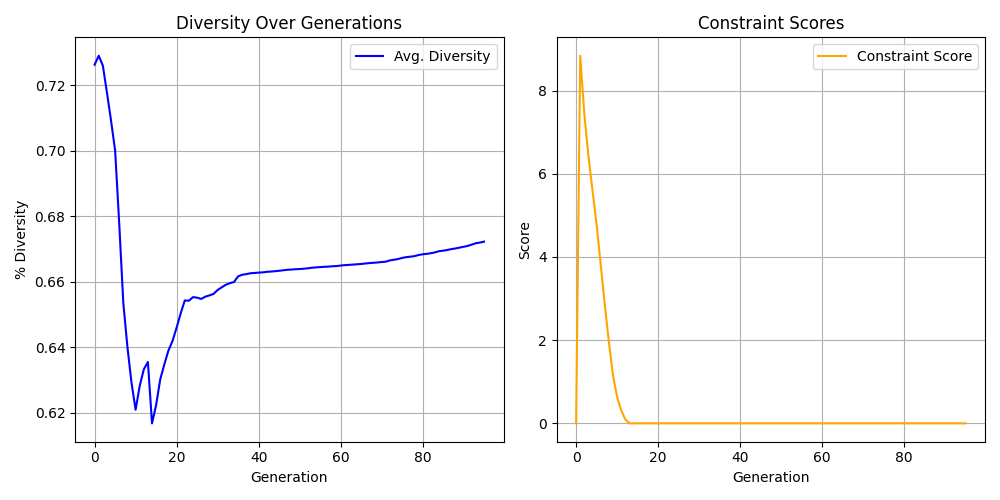 Diversity Over Generations
Avg. Diversity
% Diversity
0.72
0.70
0.68
0.66
0.64
0.62
0 20 40 60 80
Generation
Constraint Scores
Constraint Score
Score
8
6
4
2
0
0 20 40 60 80
Generation